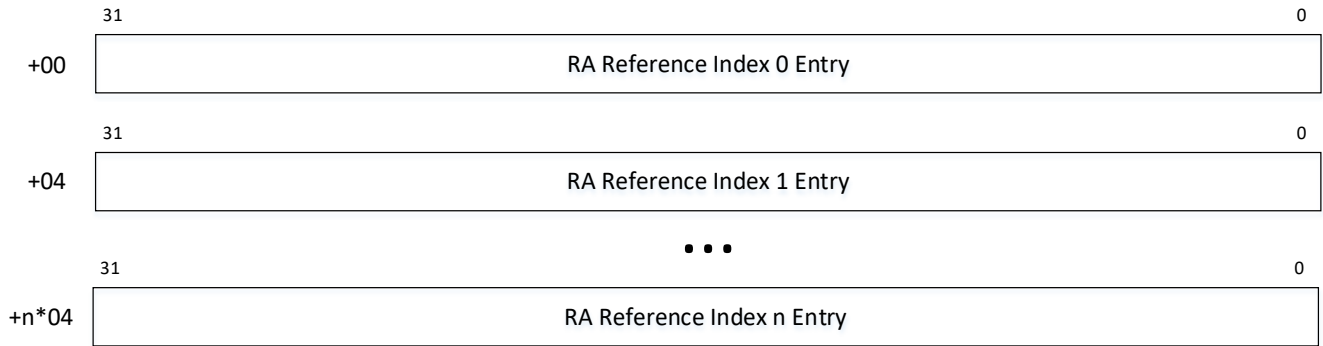 31 0
+00 RA Reference Index 0 Entry
31 0
+04 RA Reference Index 1 Entry
...
31 0
+n*04 RA Reference Index n Entry